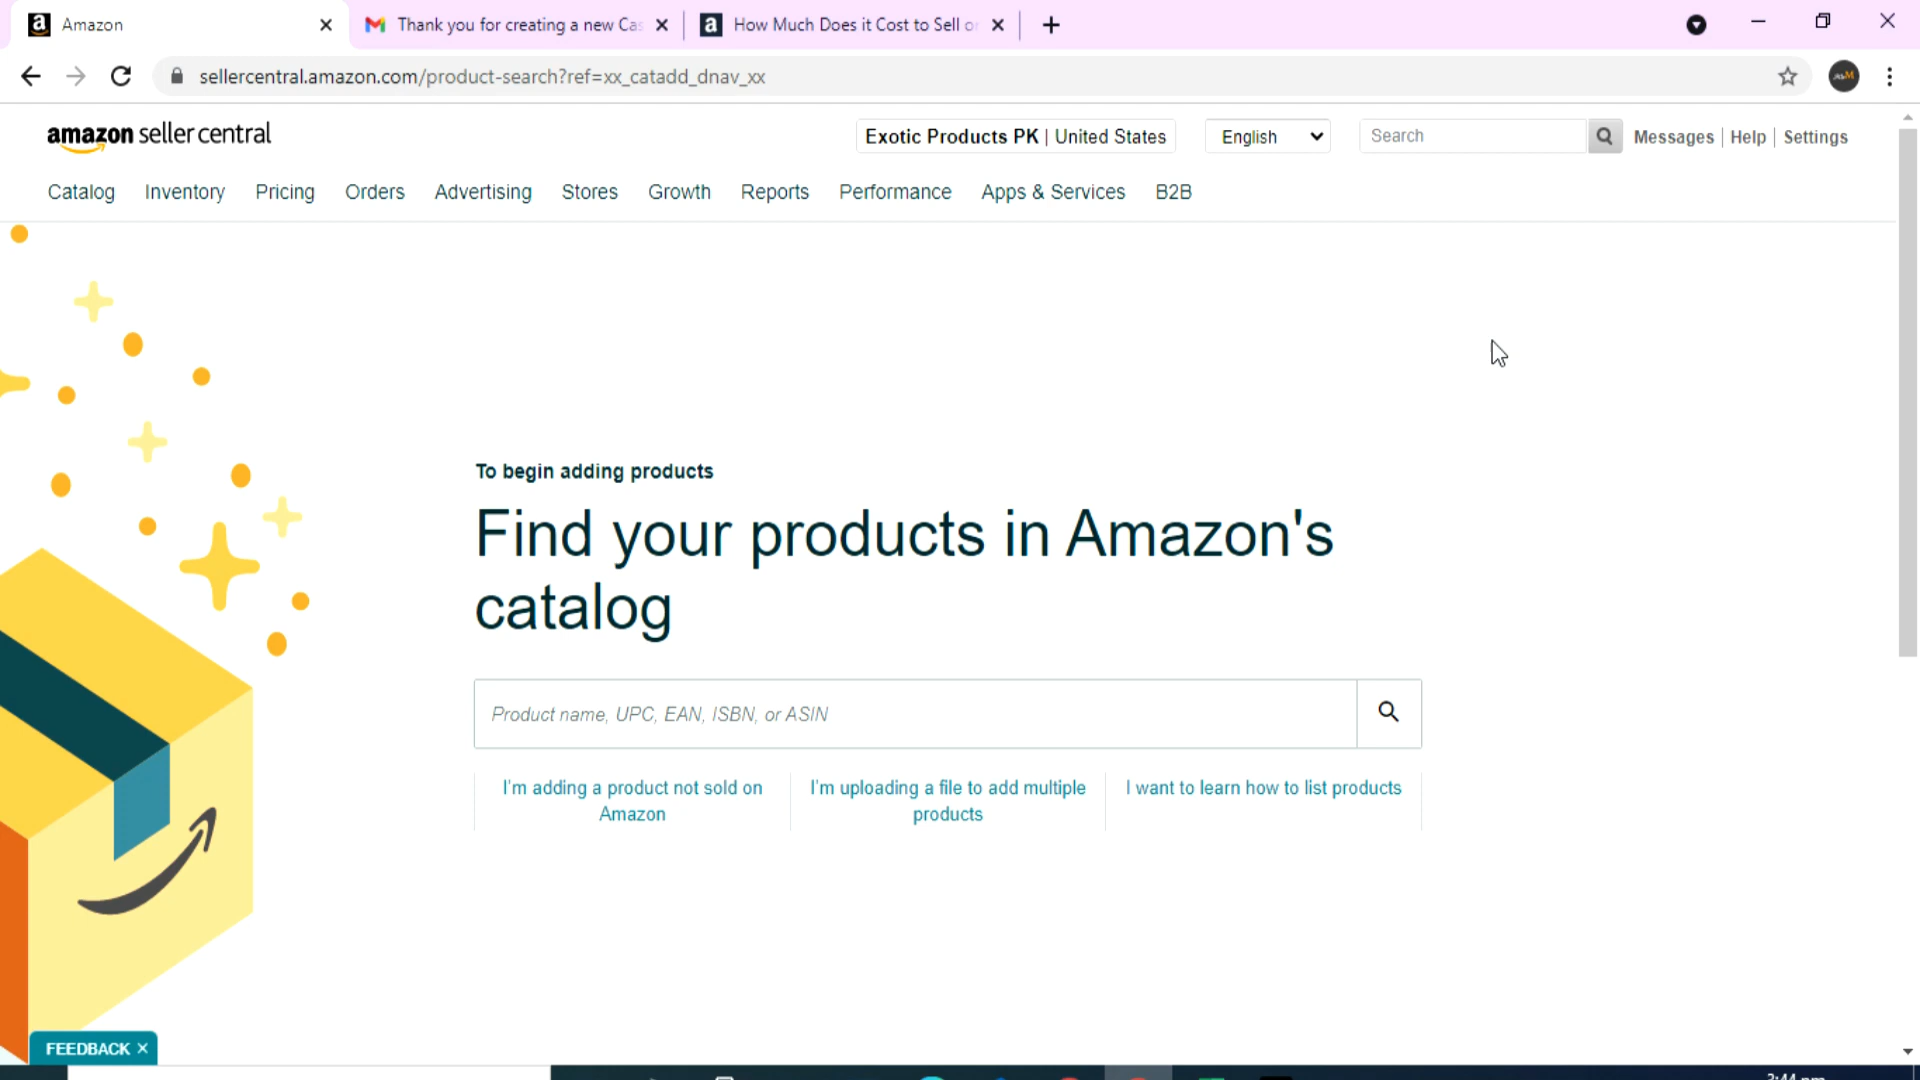 Amazon
Thank you for creating a new Cas
How Much Does it Cost to Sell or
sellercentral.amazon.com/product-search?ref=xx_catadd_dnav_xx
amazon seller central
Exotic Products PK | United States
English
Search
Messages
Help
Settings
Catalog
Inventory
Pricing
Orders
Advertising
Stores
Growth
Reports
Performance
Apps & Services
B2B
To begin adding products
Find your products in Amazon's
catalog
Product name, UPC, EAN, ISBN, or ASIN
I'm adding a product not sold on
Amazon
I'm uploading a file to add multiple
products
I want to learn how to list products
FEEDBACK